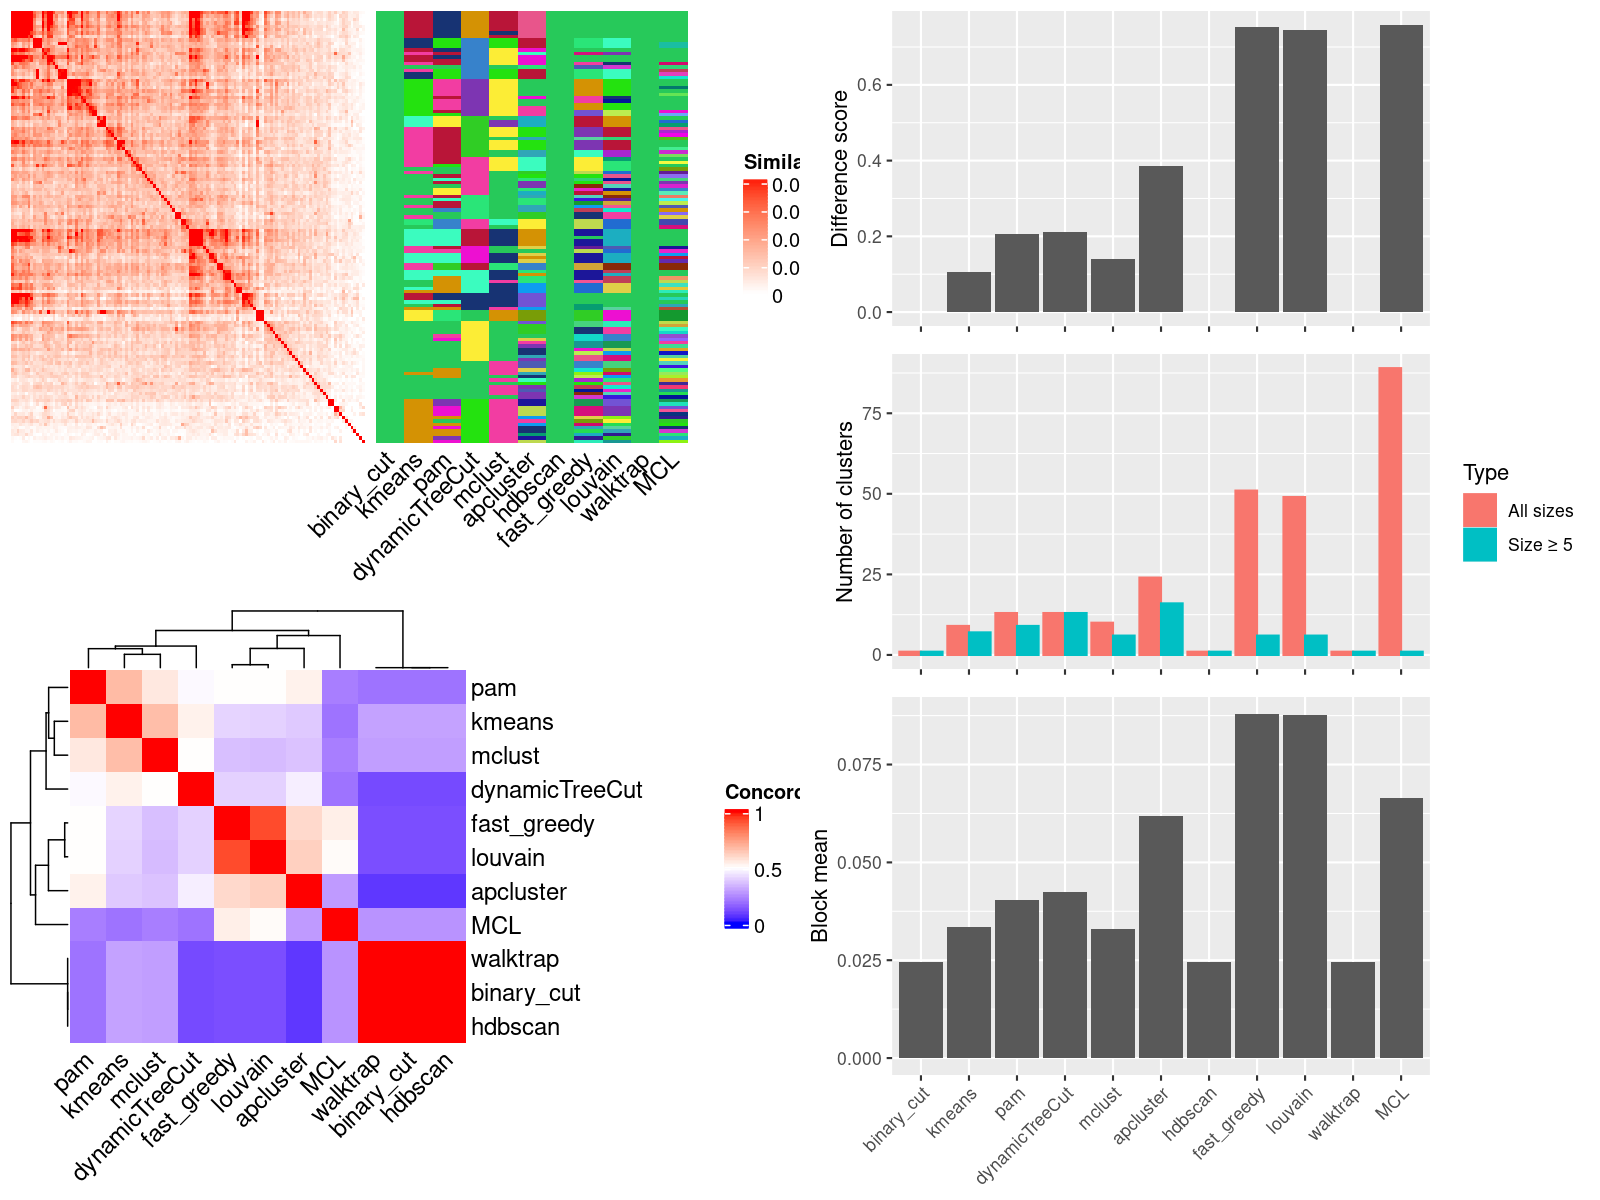 Simila
0.0
0.0
0.0
0.0
0
binary_cut
kmeans
pam
dynamicTreeCut
mclust
apcluster
hdbscan
fast_greedy
louvain
walktrap
MCL
pam
kmeans
mclust
dynamicTreeCut
fast_greedy
louvain
apcluster
MCL
walktrap
binary_cut
hdbscan
Concord
1
0.5
0
pam
kmeans
mclust
dynamicTreeCut
fast_greedy
louvain
apcluster
MCL
walktrap
binary_cut
hdbscan
Difference score
0.6
0.4
0.2
0.0
Number of clusters
75
50
25
0
Type
All sizes
Size ≥ 5
Block mean
0.075
0.050
0.025
0.000
binary_cut
kmeans
pam
dynamicTreeCut
mclust
apcluster
hdbscan
fast_greedy
louvain
walktrap
MCL